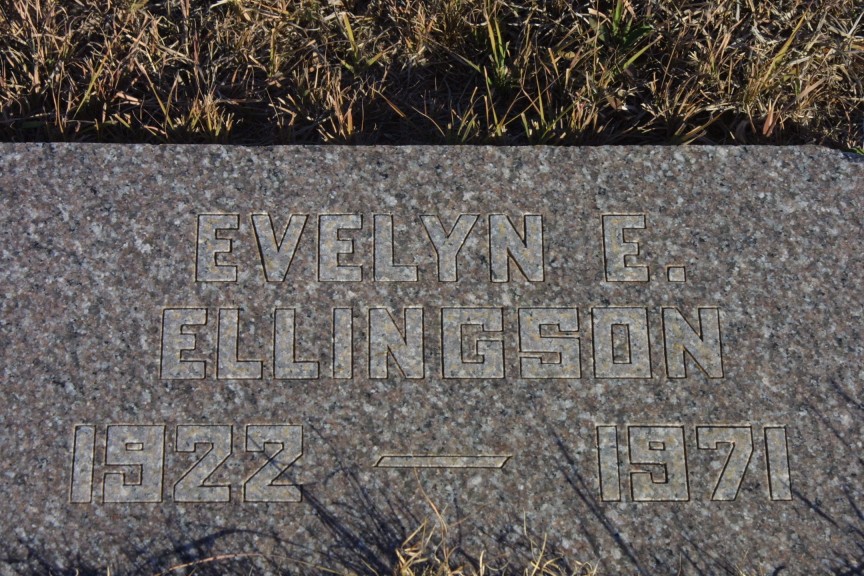 EVELYN E.
ELLINGSON
1922 — 1971